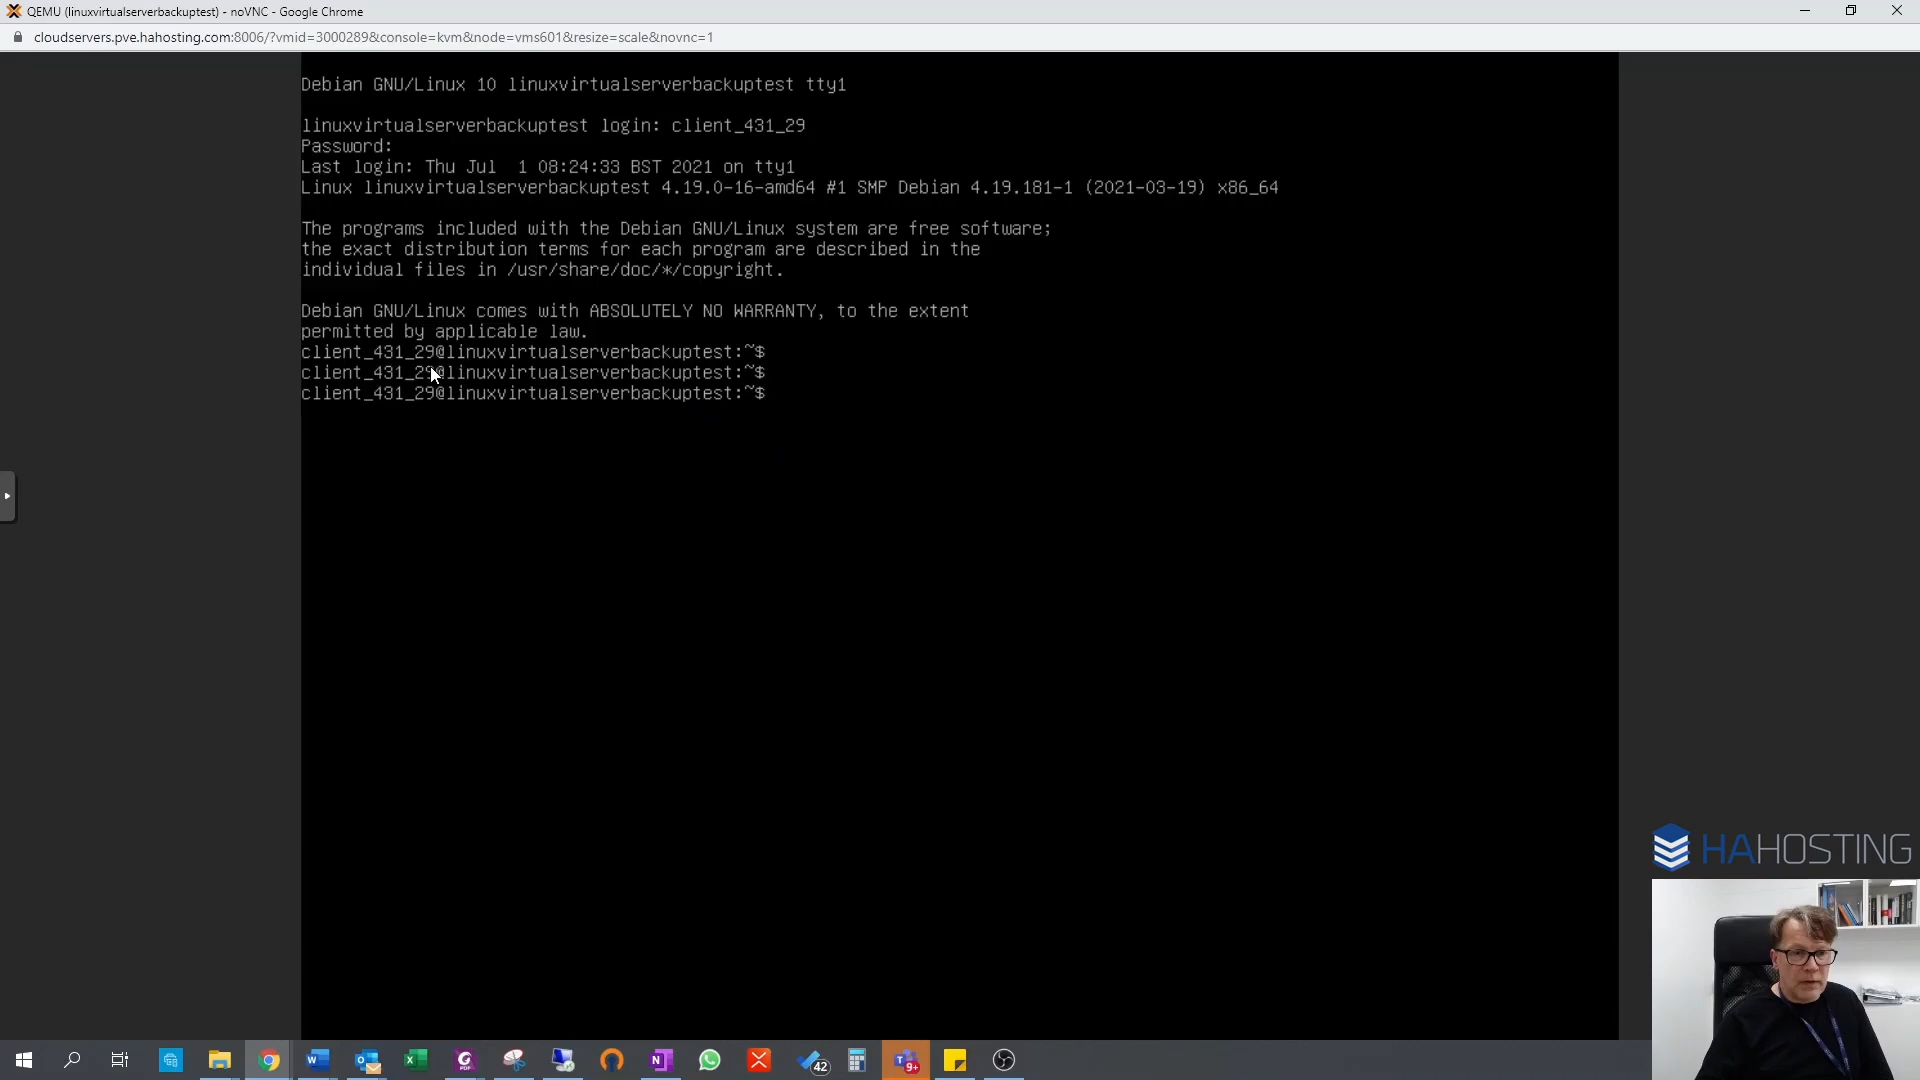 QEMU (linuxvirtualserverbackuptest) - noVNC - Google Chrome
cloudservers.pve.hahosting.com:8006/?vmid=3000289&console=kvm&node=vms601&resize=scale&novnc=1
Debian GNU/Linux 10 linuxvirtualserverbackuptest tty1
linuxvirtualserverbackuptest login: client_431_29
Password:
Last login: Thu Jul  1 08:24:33 BST 2021 on tty1
Linux linuxvirtualserverbackuptest 4.19.0-16-amd64 #1 SMP Debian 4.19.181-1 (2021-03-19) x86_64
The programs included with the Debian GNU/Linux system are free software;
the exact distribution terms for each program are described in the
individual files in /usr/share/doc/*/copyright.
Debian GNU/Linux comes with ABSOLUTELY NO WARRANTY, to the extent
permitted by applicable law.
client_431_29@linuxvirtualserverbackuptest:~$
client_431_29@linuxvirtualserverbackuptest:~$
client_431_29@linuxvirtualserverbackuptest:~$
HAHOSTING
42
9+